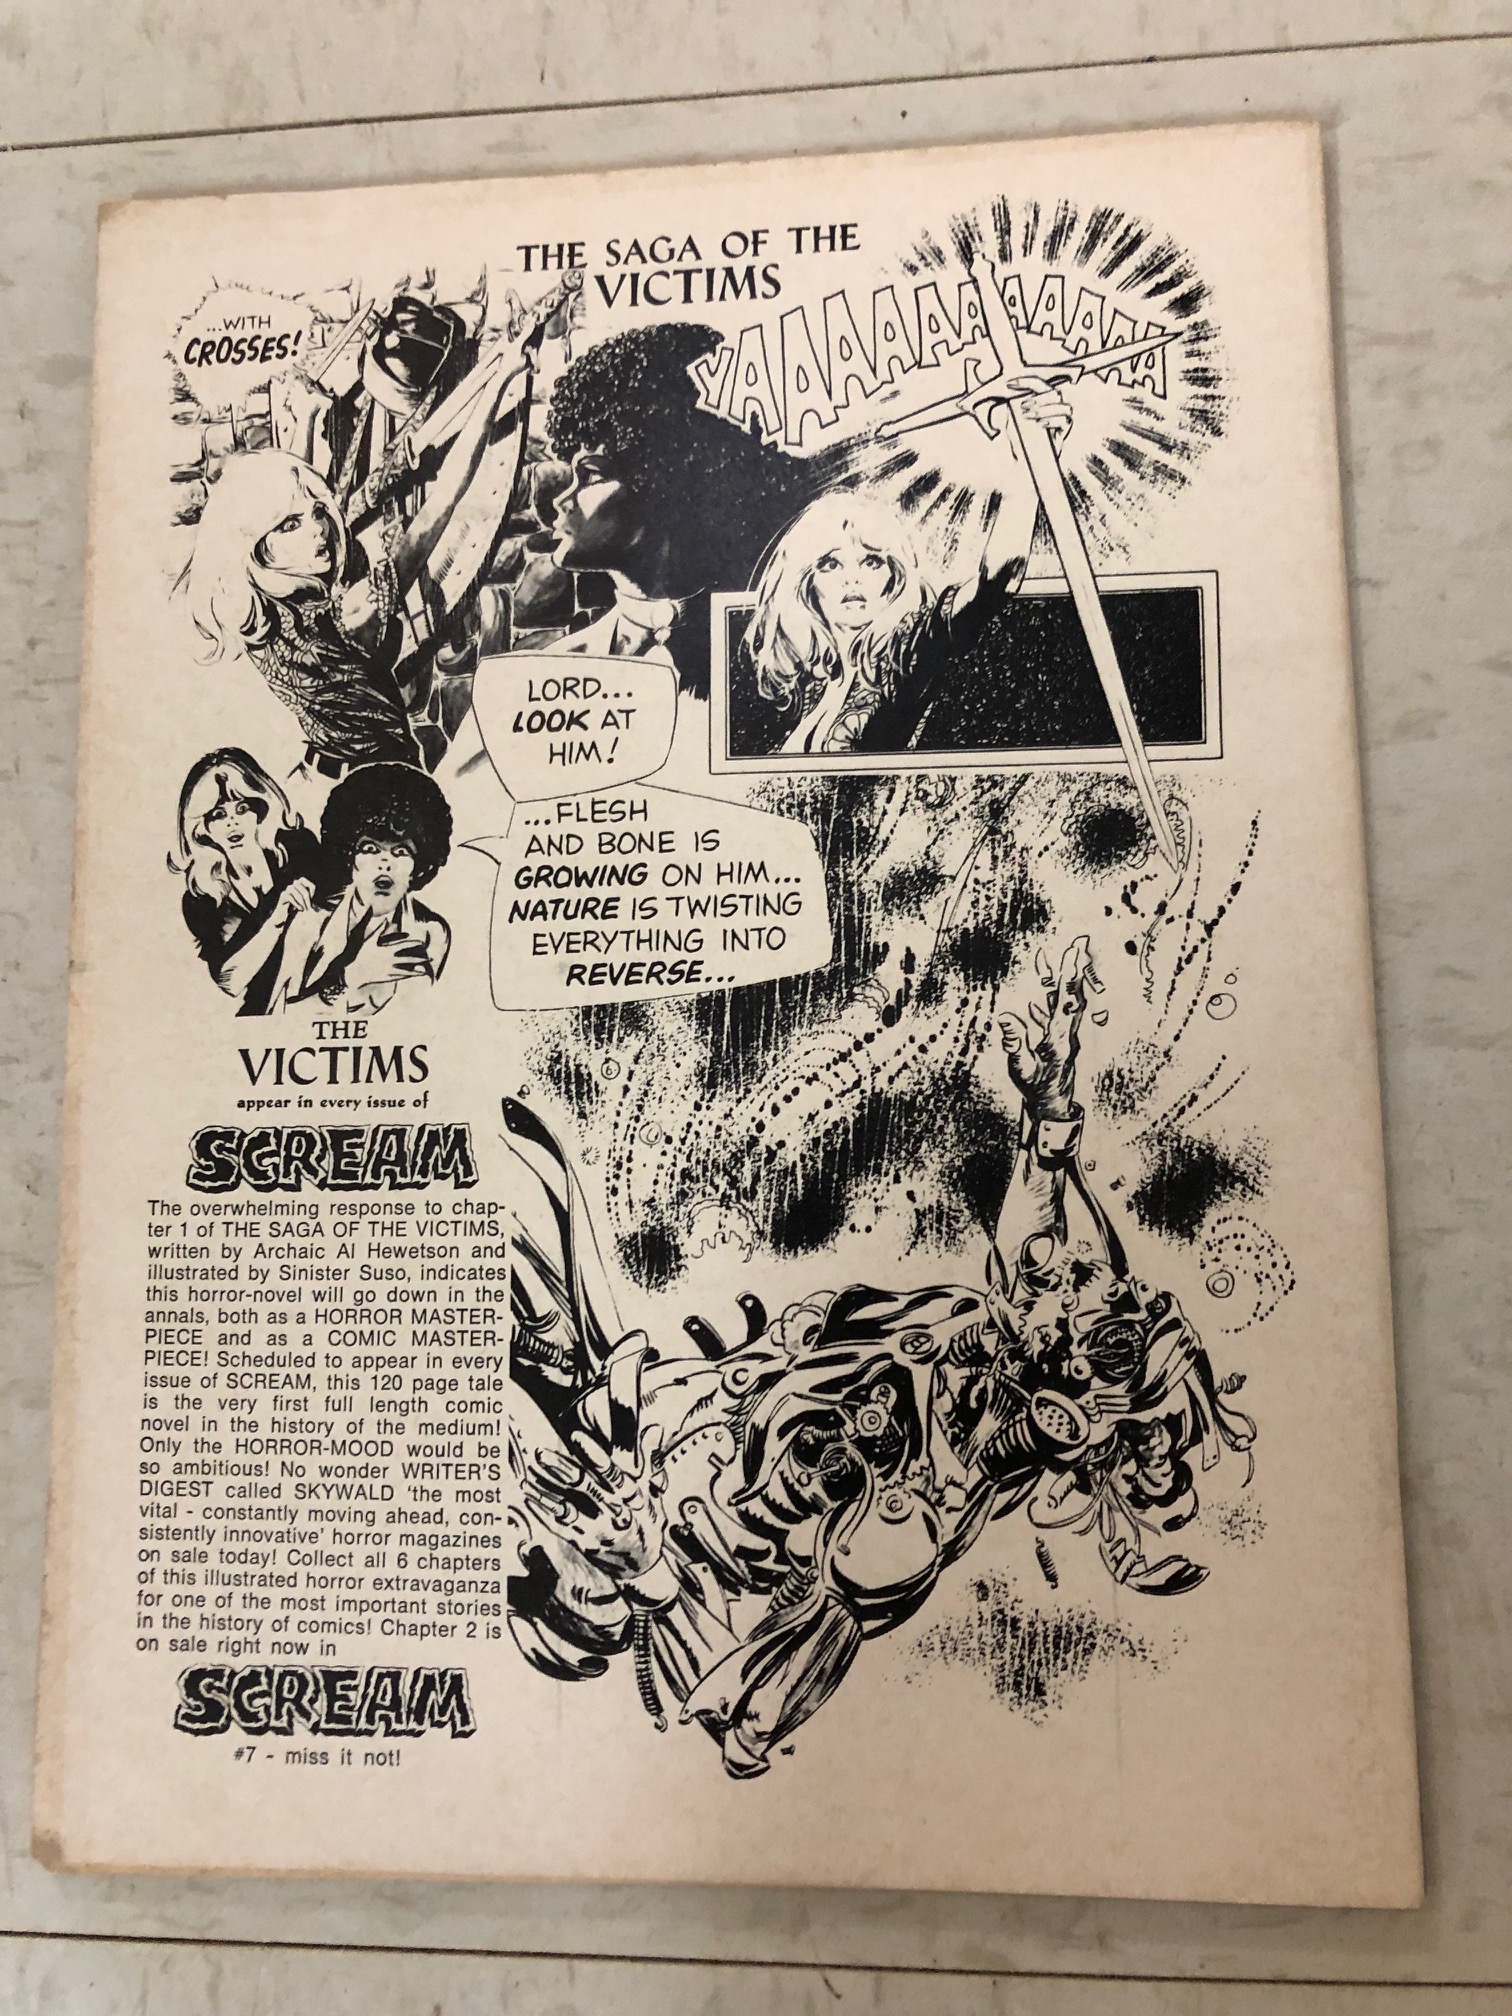 THE SAGA OF THE
VICTIMS
...WITH
CROSSES!
YAAAAAAAAAAAA
LORD...
LOOK AT
HIM!
...FLESH
AND BONE IS
GROWING ON HIM...
NATURE IS TWISTING
EVERYTHING INTO
REVERSE...
THE
VICTIMS
appear in every issue of
SCREAM
The overwhelming response to chap-
ter 1 of THE SAGA OF THE VICTIMS,
written by Archaic Al Hewetson and
illustrated by Sinister Suso, indicates
this horror-novel will go down in the
annals, both as a HORROR MASTER-
PIECE and as a COMIC MASTER-
PIECE! Scheduled to appear in every
issue of SCREAM, this 120 page tale
is the very first full length comic
novel in the history of the medium!
Only the HORROR-MOOD would be
so ambitious! No wonder WRITER'S
DIGEST called SKYWALD 'the most
vital - constantly moving ahead, con-
sistently innovative' horror magazines
on sale today! Collect all 6 chapters
of this illustrated horror extravaganza
for one of the most important stories
in the history of comics! Chapter 2 is
on sale right now in
SCREAM
#7 - miss it not!